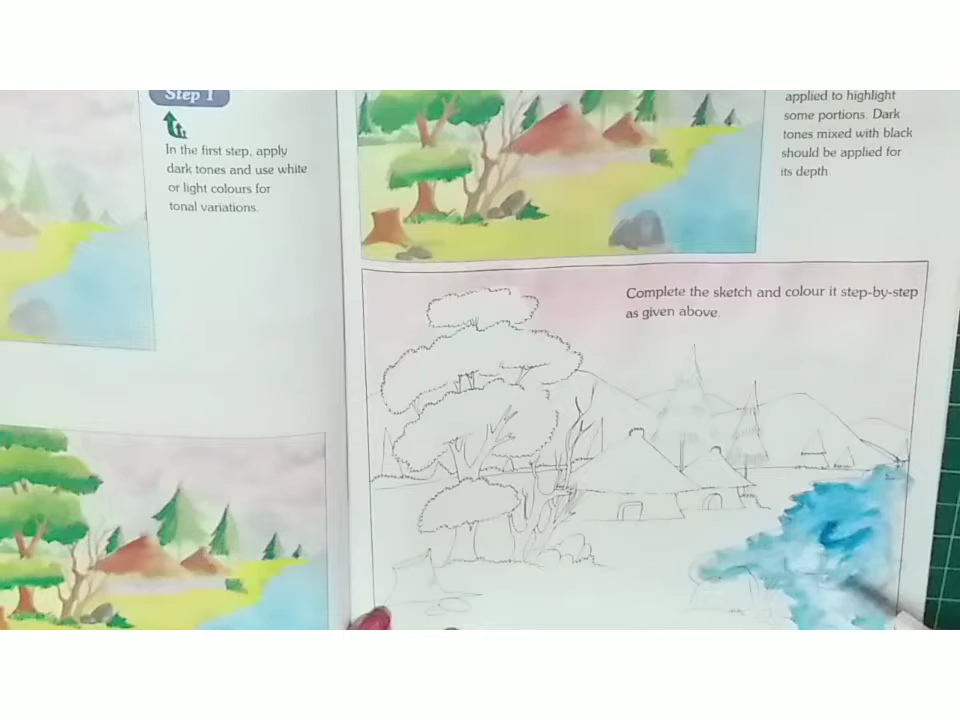 Step 1
In the first step, apply
dark tones and use white
or light colours for
tonal variations.
applied to highlight
some portions. Dark
tones mixed with black
should be applied for
its depth.
Complete the sketch and colour it step-by-step
as given above.